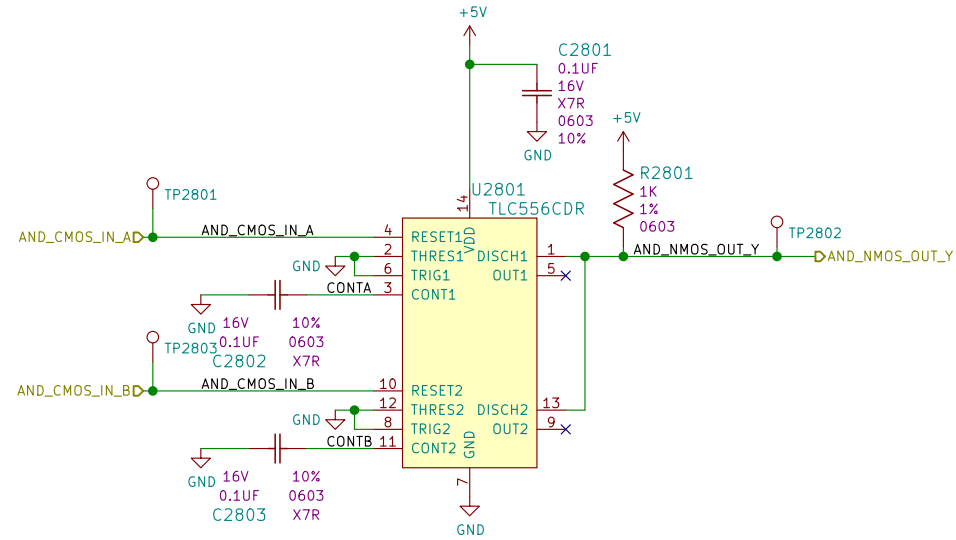 +5V
C2801
0.1UF
16V
X7R
0603
10%
GND
+5V
R2801
1K
1%
0603
TP2801
U2801
TLC556CDR
14
VDD
TP2802
AND_CMOS_IN_A
AND_CMOS_IN_A
4
RESET1
GND
2
THRES1
DISCH1
1
AND_NMOS_OUT_Y
AND_NMOS_OUT_Y
6
TRIG1
OUT1
5
CONTA
3
CONT1
GND
16V
10%
0.1UF
0603
C2802
X7R
TP2803
AND_CMOS_IN_B
AND_CMOS_IN_B
10
RESET2
GND
12
THRES2
DISCH2
13
8
TRIG2
OUT2
9
CONTB
11
CONT2
GND
GND
16V
10%
0.1UF
0603
C2803
X7R
7
GND